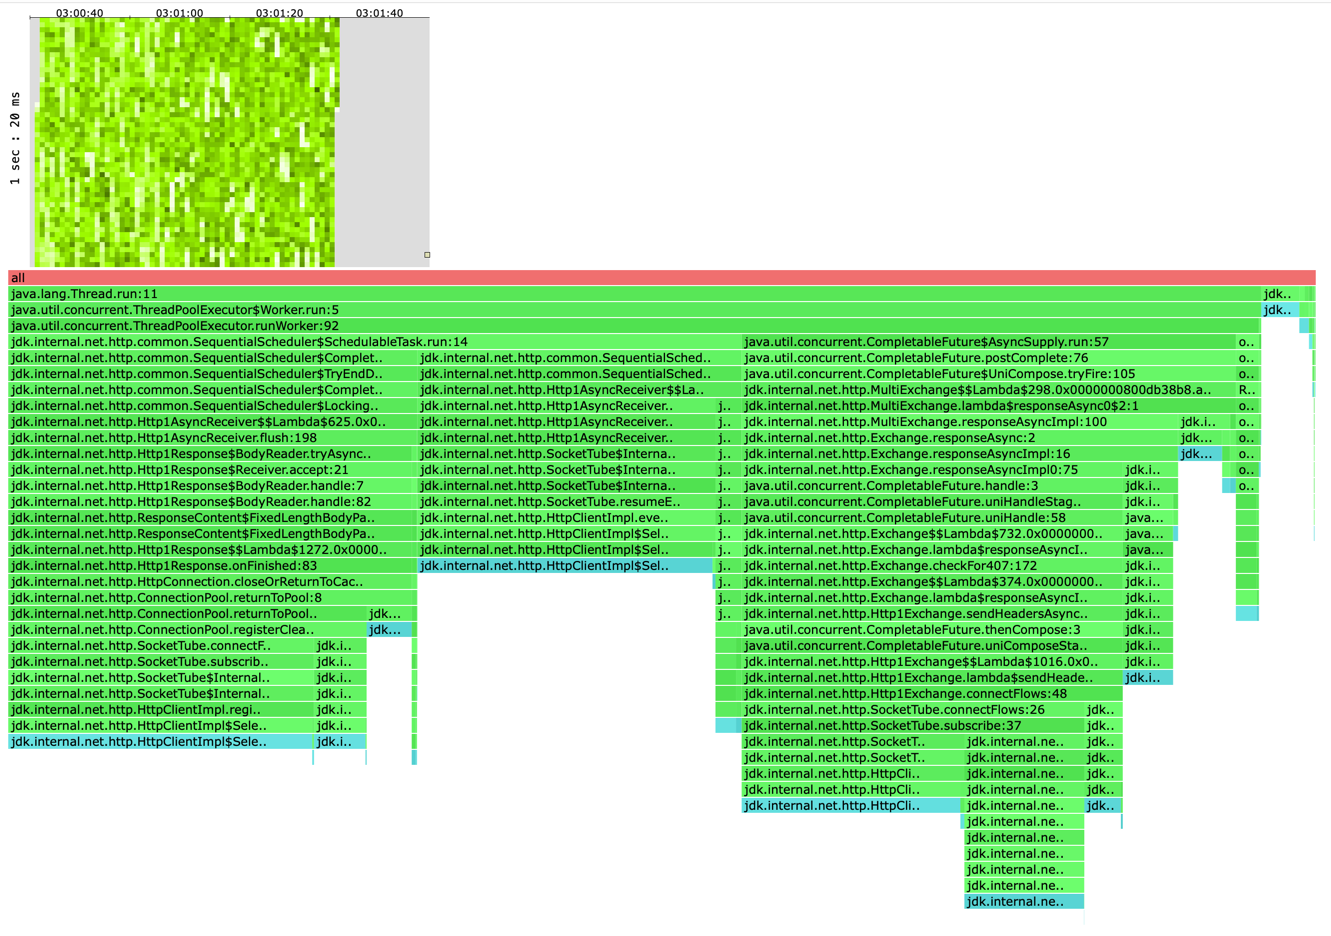 03:00:40 03:01:00 03:01:20 03:01:40
1 sec : 20 ms
all
java.lang.Thread.run:11 jdk..
java.util.concurrent.ThreadPoolExecutor$Worker.run:5 jdk..
java.util.concurrent.ThreadPoolExecutor.runWorker:92
jdk.internal.net.http.common.SequentialScheduler$SchedulableTask.run:14 java.util.concurrent.CompletableFuture$AsyncSupply.run:57 o..
jdk.internal.net.http.common.SequentialScheduler$Complet.. jdk.internal.net.http.common.SequentialSched.. java.util.concurrent.CompletableFuture.postComplete:76 o..
jdk.internal.net.http.common.SequentialScheduler$TryEndD.. jdk.internal.net.http.common.SequentialSched.. java.util.concurrent.CompletableFuture$UniCompose.tryFire:105 o..
jdk.internal.net.http.common.SequentialScheduler$Complet.. jdk.internal.net.http.Http1AsyncReceiver$$La.. jdk.internal.net.http.MultiExchange$$Lambda$298.0x0000000800db38b8.a.. R..
jdk.internal.net.http.common.SequentialScheduler$Locking.. jdk.internal.net.http.Http1AsyncReceiver.. j.. jdk.internal.net.http.MultiExchange.lambda$responseAsync0$2:1 o..
jdk.internal.net.http.Http1AsyncReceiver$$Lambda$625.0x0.. jdk.internal.net.http.Http1AsyncReceiver.. j.. jdk.internal.net.http.MultiExchange.responseAsyncImpl:100 jdk.i.. o..
jdk.internal.net.http.Http1AsyncReceiver.flush:198 jdk.internal.net.http.Http1AsyncReceiver.. j.. jdk.internal.net.http.Exchange.responseAsync:2 jdk... o..
jdk.internal.net.http.Http1Response$BodyReader.tryAsync.. jdk.internal.net.http.SocketTube$Interna.. j.. jdk.internal.net.http.Exchange.responseAsyncImpl:16 jdk... o..
jdk.internal.net.http.Http1Response$Receiver.accept:21 jdk.internal.net.http.SocketTube$Interna.. j.. jdk.internal.net.http.Exchange.responseAsyncImpl0:75 jdk.i.. o..
jdk.internal.net.http.Http1Response$BodyReader.handle:7 jdk.internal.net.http.SocketTube$Interna.. j.. java.util.concurrent.CompletableFuture.handle:3 jdk.i.. o..
jdk.internal.net.http.Http1Response$BodyReader.handle:82 jdk.internal.net.http.SocketTube.resumeE.. j.. java.util.concurrent.CompletableFuture.uniHandleStag.. jdk.i..
jdk.internal.net.http.ResponseContent$FixedLengthBodyPa.. jdk.internal.net.http.HttpClientImpl.eve.. j.. java.util.concurrent.CompletableFuture.uniHandle:58 java...
jdk.internal.net.http.ResponseContent$FixedLengthBodyPa.. jdk.internal.net.http.HttpClientImpl$Sel.. j.. jdk.internal.net.http.Exchange$$Lambda$732.0x0000000.. java...
jdk.internal.net.http.Http1Response$$Lambda$1272.0x0000.. jdk.internal.net.http.HttpClientImpl$Sel.. j.. jdk.internal.net.http.Exchange.lambda$responseAsyncI.. java...
jdk.internal.net.http.Http1Response.onFinished:83 jdk.internal.net.http.HttpClientImpl$Sel.. j.. jdk.internal.net.http.Exchange.checkFor407:172 jdk.i..
jdk.internal.net.http.HttpConnection.closeOrReturnToCac.. j.. jdk.internal.net.http.Exchange$$Lambda$374.0x0000000.. jdk.i..
jdk.internal.net.http.ConnectionPool.returnToPool:8 j.. jdk.internal.net.http.Exchange.lambda$responseAsyncI.. jdk.i..
jdk.internal.net.http.ConnectionPool.returnToPool.. jdk... j.. jdk.internal.net.http.Http1Exchange.sendHeadersAsync.. jdk.i..
jdk.internal.net.http.ConnectionPool.registerClea.. jdk... java.util.concurrent.CompletableFuture.thenCompose:3 jdk.i..
jdk.internal.net.http.SocketTube.connectF.. jdk.i.. java.util.concurrent.CompletableFuture.uniComposeSta.. jdk.i..
jdk.internal.net.http.SocketTube.subscrib.. jdk.i.. jdk.internal.net.http.Http1Exchange$$Lambda$1016.0x0.. jdk.i..
jdk.internal.net.http.SocketTube$Internal.. jdk.i.. jdk.internal.net.http.Http1Exchange.lambda$sendHeade.. jdk.i..
jdk.internal.net.http.SocketTube$Internal.. jdk.i.. jdk.internal.net.http.Http1Exchange.connectFlows:48
jdk.internal.net.http.HttpClientImpl.regi.. jdk.i.. jdk.internal.net.http.SocketTube.connectFlows:26 jdk..
jdk.internal.net.http.HttpClientImpl$Sele.. jdk.i.. jdk.internal.net.http.SocketTube.subscribe:37 jdk..
jdk.internal.net.http.HttpClientImpl$Sele.. jdk.i.. jdk.internal.net.http.SocketT.. jdk.internal.ne.. jdk..
jdk.internal.net.http.SocketT.. jdk.internal.ne.. jdk..
jdk.internal.net.http.HttpCli.. jdk.internal.ne.. jdk..
jdk.internal.net.http.HttpCli.. jdk.internal.ne.. jdk..
jdk.internal.net.http.HttpCli.. jdk.internal.ne.. jdk..
jdk.internal.ne..
jdk.internal.ne..
jdk.internal.ne..
jdk.internal.ne..
jdk.internal.ne..
jdk.internal.ne..